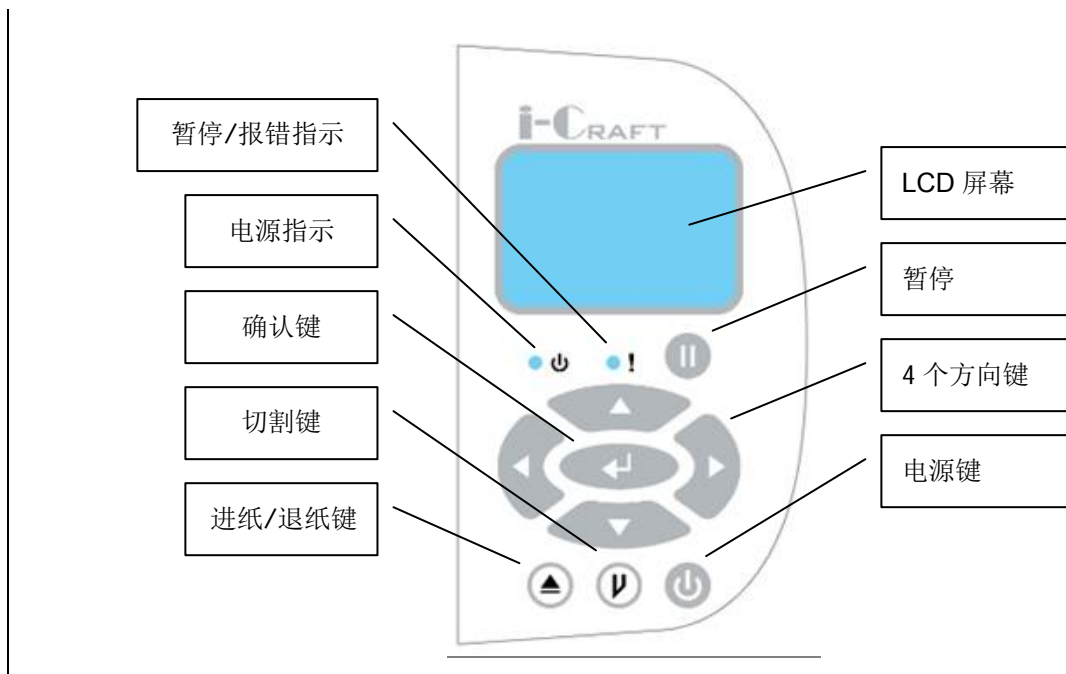 i-CRAFT
暂停/报错指示
电源指示
确认键
切割键
进纸/退纸键
LCD 屏幕
暂停
4 个方向键
电源键
!